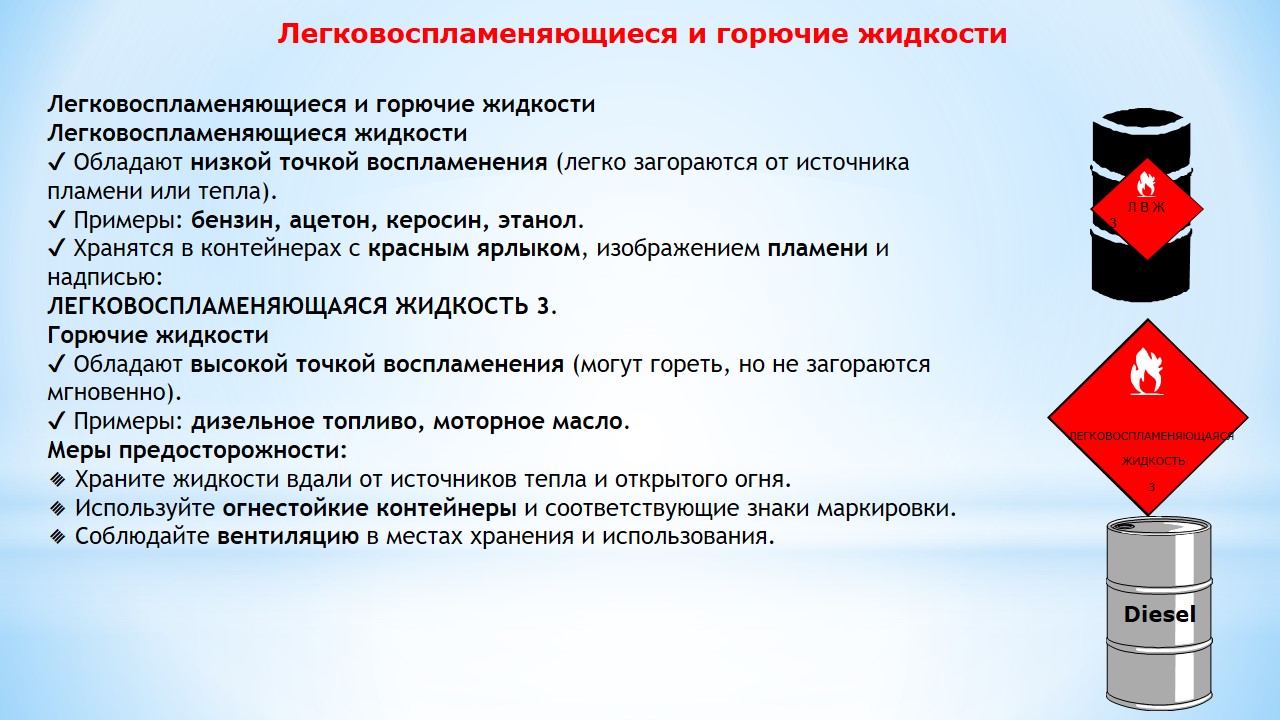 Легковоспламеняющиеся и горючие жидкости
Легковоспламеняющиеся и горючие жидкости
Легковоспламеняющиеся жидкости
✓ Обладают низкой точкой воспламенения (легко загораются от источника
пламени или тепла).
✓ Примеры: бензин, ацетон, керосин, этанол.
✓ Хранятся в контейнерах с красным ярлыком, изображением пламени и
надписью:
ЛЕГКОВОСПЛАМЕНЯЮЩАЯСЯ ЖИДКОСТЬ 3.
Горючие жидкости
✓ Обладают высокой точкой воспламенения (могут гореть, но не загораются
мгновенно).
✓ Примеры: дизельное топливо, моторное масло.
Меры предосторожности:
Храните жидкости вдали от источников тепла и открытого огня.
Используйте огнестойкие контейнеры и соответствующие знаки маркировки.
Соблюдайте вентиляцию в местах хранения и использования.
Л В Ж
3
ЛЕГКОВОСПЛАМЕНЯЮЩАЯСЯ
ЖИДКОСТЬ
3
Diesel